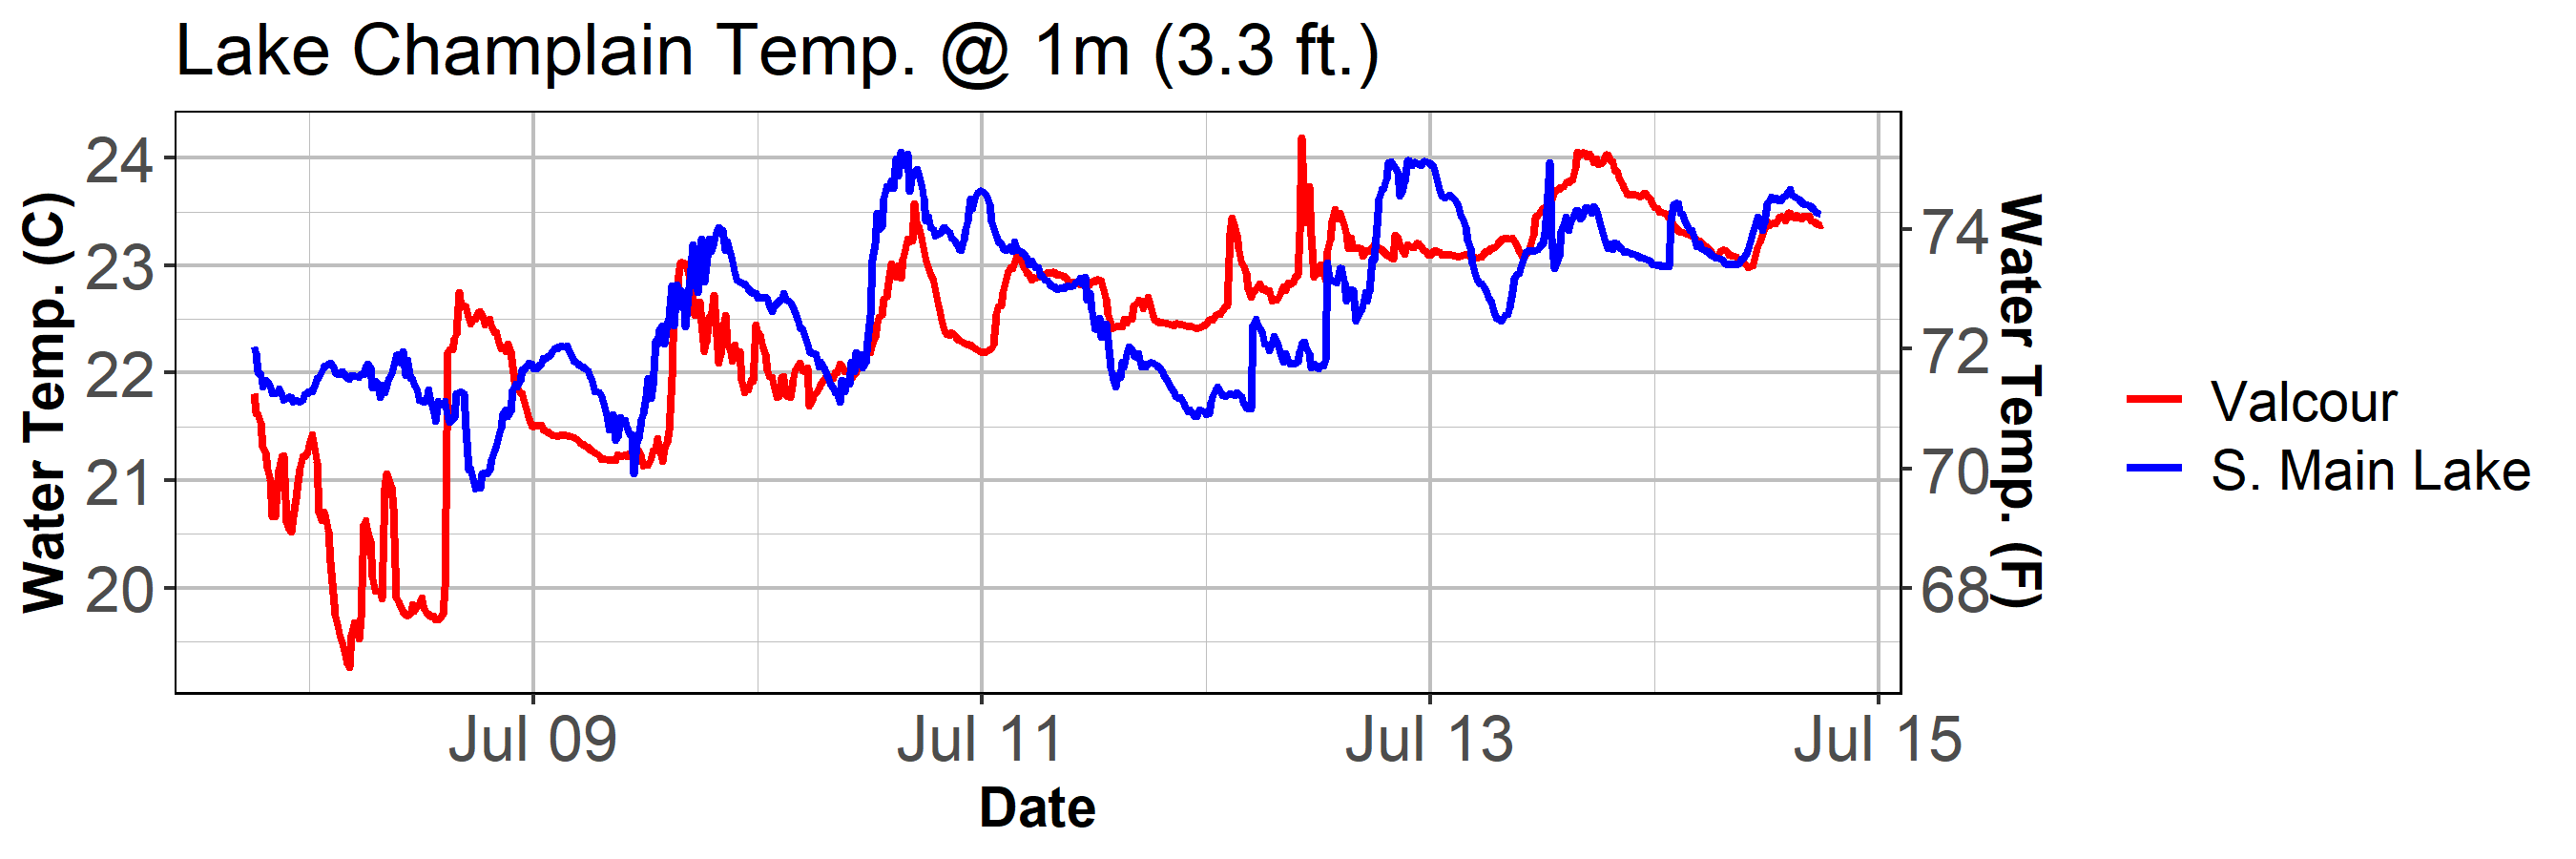 Lake Champlain Temp. @ 1m (3.3 ft.)
Water Temp. (C)
24
23
22
21
20
74
72
70
68
Water Temp. (F)
Jul 09
Jul 11
Jul 13
Jul 15
Date
Valcour
S. Main Lake